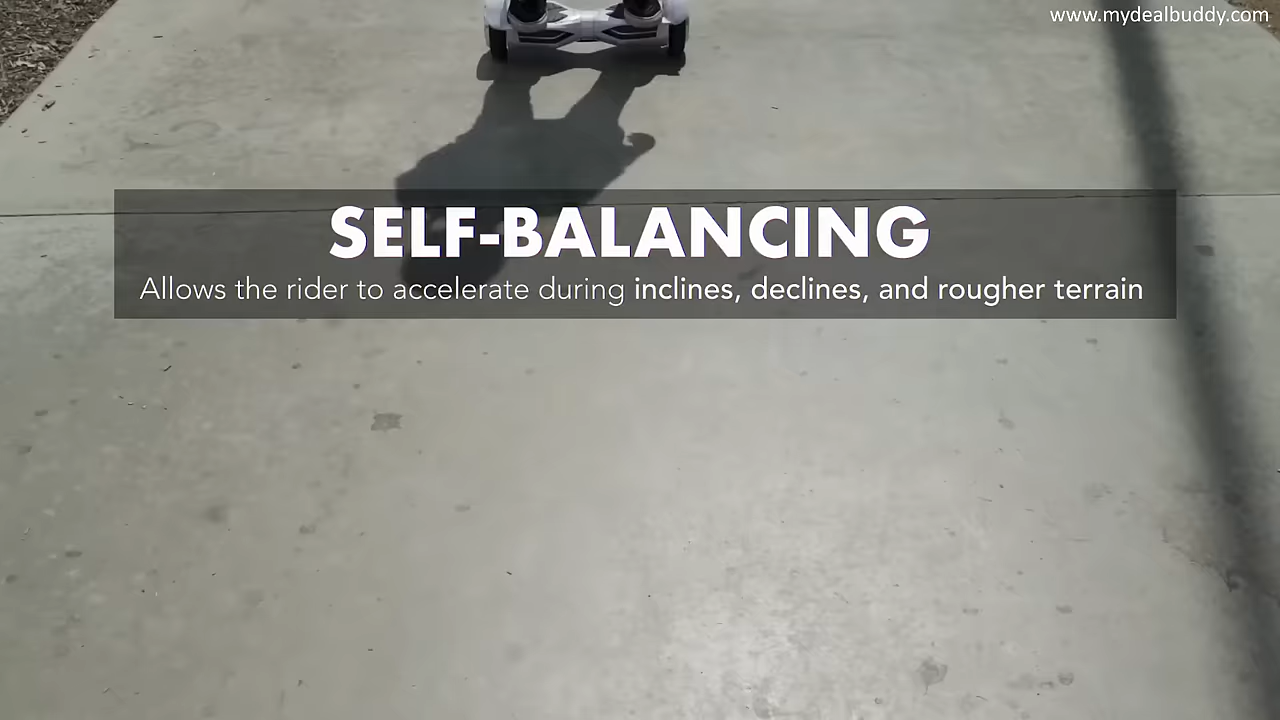 www.mydealbuddy.com
SELF-BALANCING
Allows the rider to accelerate during inclines, declines, and rougher terrain